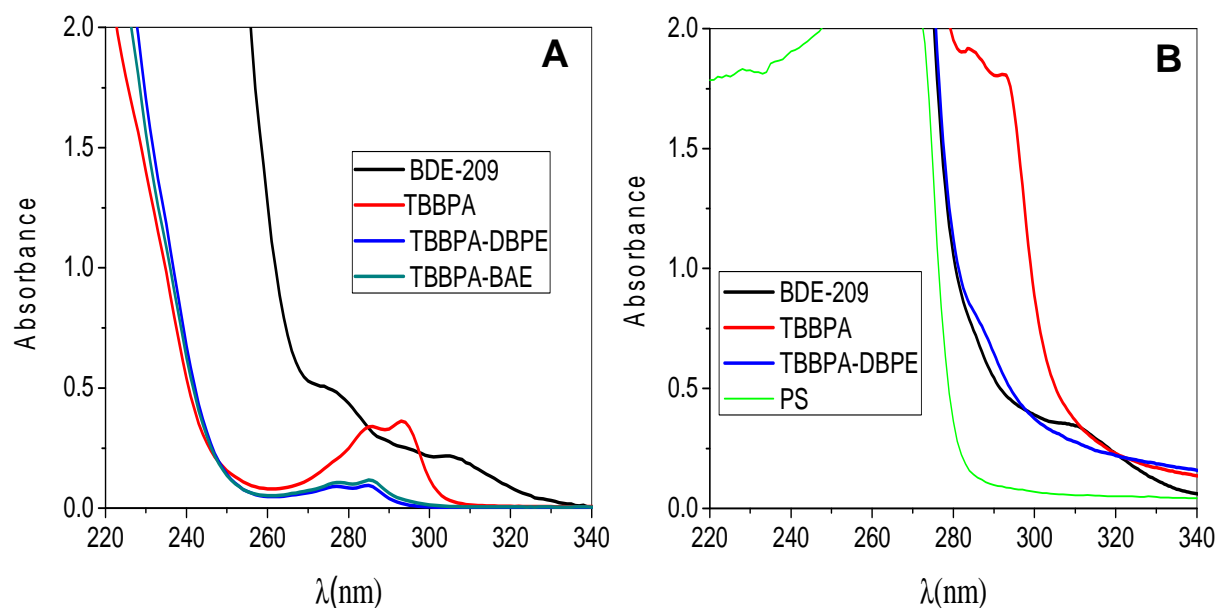 A
2.0
1.5
1.0
0.5
0.0
Absorbance
BDE-209
TBBPA
TBBPA-DBPE
TBBPA-BAE
220 240 260 280 300 320 340
λ(nm)
B
2.0
1.5
1.0
0.5
0.0
Absorbance
BDE-209
TBBPA
TBBPA-DBPE
PS
220 240 260 280 300 320 340
λ(nm)